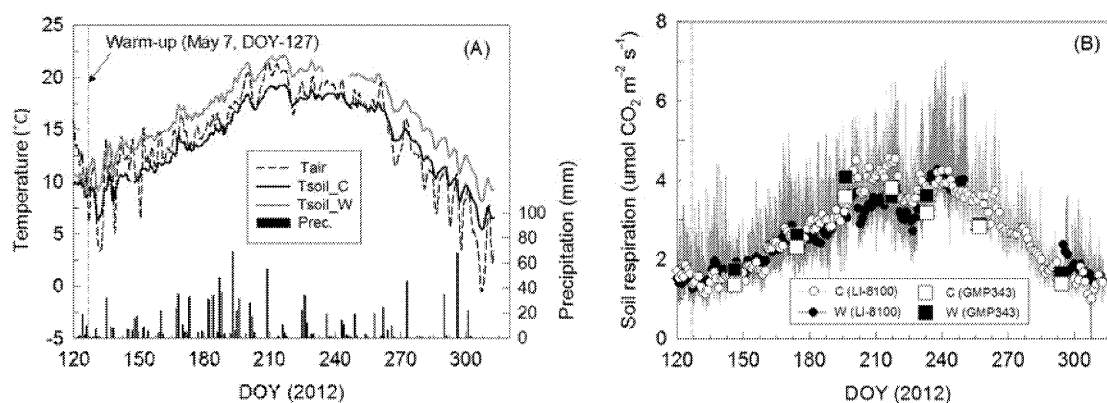 25
20
15
10
5
0
-5
Temperature (°C)
Warm-up (May 7, DOY-127)
(A)
Tair
Tsoil_C
Tsoil_W
Prec.
100
80
60
40
20
0
Precipitation (mm)
120 150 180 210 240 270 300
DOY (2012)
8
6
4
2
0
Soil respiration (umol CO₂ m⁻² s⁻¹)
(B)
C (LI-8100) C (GMP343)
W (LI-8100) W (GMP343)
120 150 180 210 240 270 300
DOY (2012)